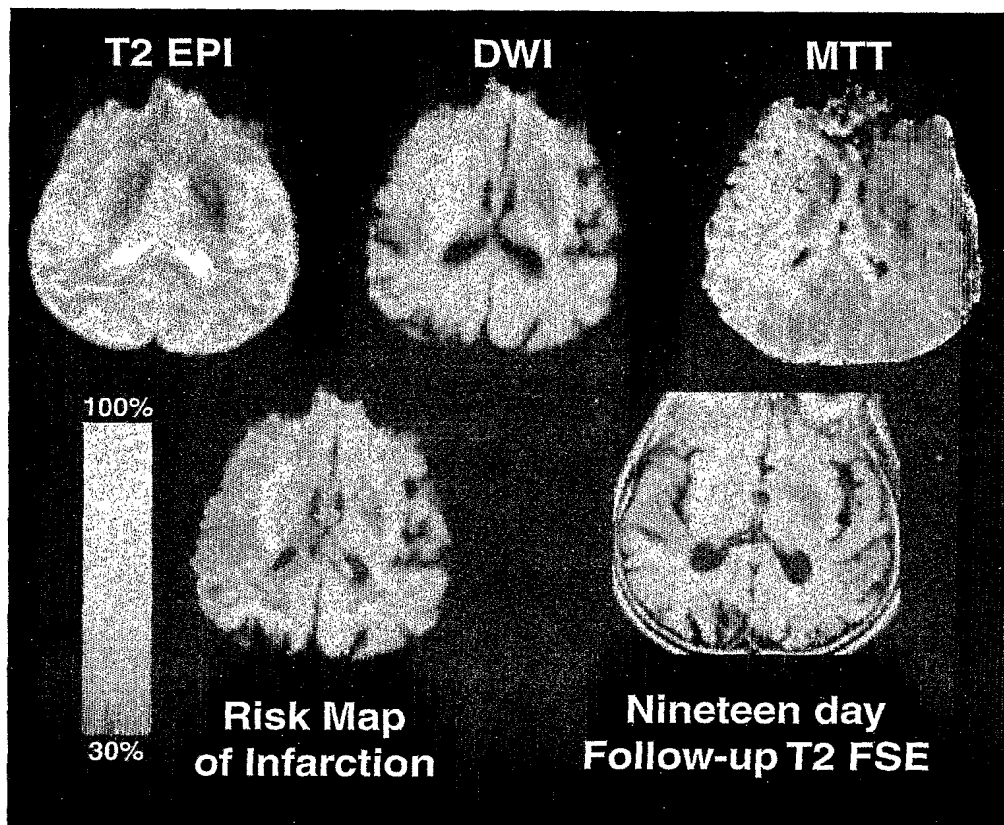 T2 EPI
DWI
MTT
100%
30%
Risk Map
of Infarction
Nineteen day
Follow-up T2 FSE